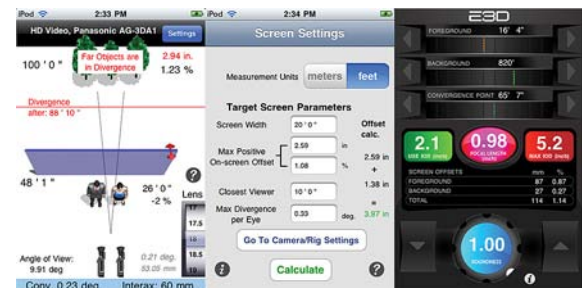 iPod 2:33 PM
HD Video, Panasonic AG-3DA1 Settings
100 ' 0 "
Far Objects are
in Divergence
2.94 in.
1.23 %
Divergence
after: 88 ' 10 "
48 ' 1 "
26 ' 0 "
-2 %
Lens
17
17.5
18
18.5
Angle of View:
9.91 deg
0.21 deg.
53.05 mm
Conv. 0.23 deg. Interax: 60 mm
iPod 2:34 PM
Screen Settings
Measurement Units meters feet
Target Screen Parameters
Screen Width 20 ' 0 "
Offset
calc.
Max Positive
On-screen Offset
2.59 in
1.08 %
2.59 in
+
1.38 in
=
3.97 in
Closest Viewer 10 ' 0 "
Max Divergence
per Eye
0.33 deg.
Go To Camera/Rig Settings
Calculate
E3D
FOREGROUND 16' 4"
BACKGROUND 820'
CONVERGENCE POINT 65' 7"
2.1
USE IOD (inch)
0.98
FOCAL LENGTH
(inch)
5.2
MAX IOD (inch)
SCREEN OFFSETS mm %
FOREGROUND 87 0.87
BACKGROUND 27 0.27
TOTAL 114 1.14
1.00
ROUNDNESS